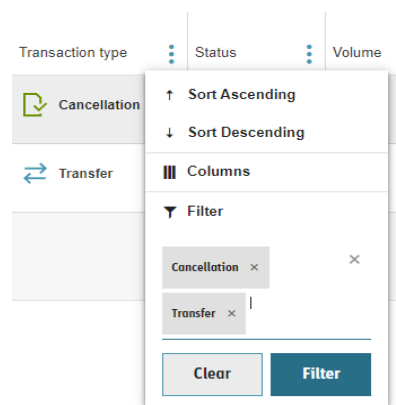 Transaction type Status Volume
Cancellation
Sort Ascending
Sort Descending
Transfer
Columns
Filter
Cancellation ×
Transfer ×
Clear Filter